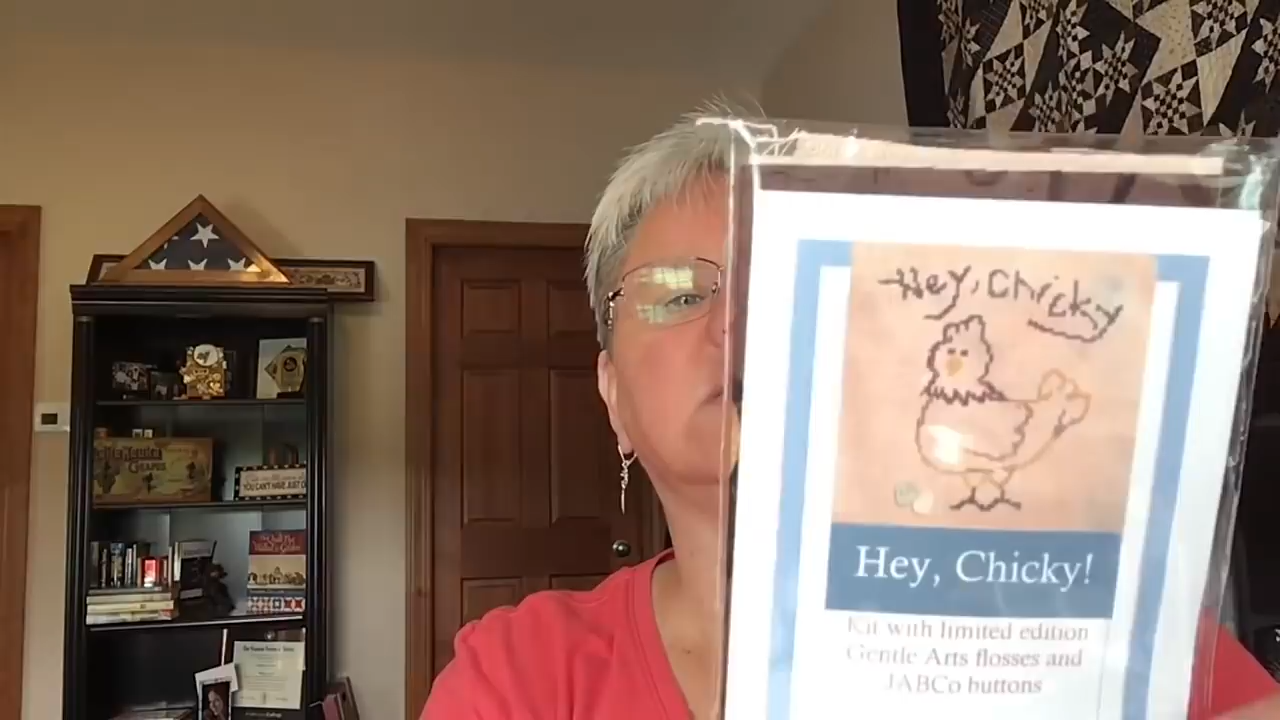 Hey, Chicky
Hey, Chicky!
Kit with limited edition
Gentle Arts flosses and
JABCo buttons
YOU CAN'T HAVE JUST O